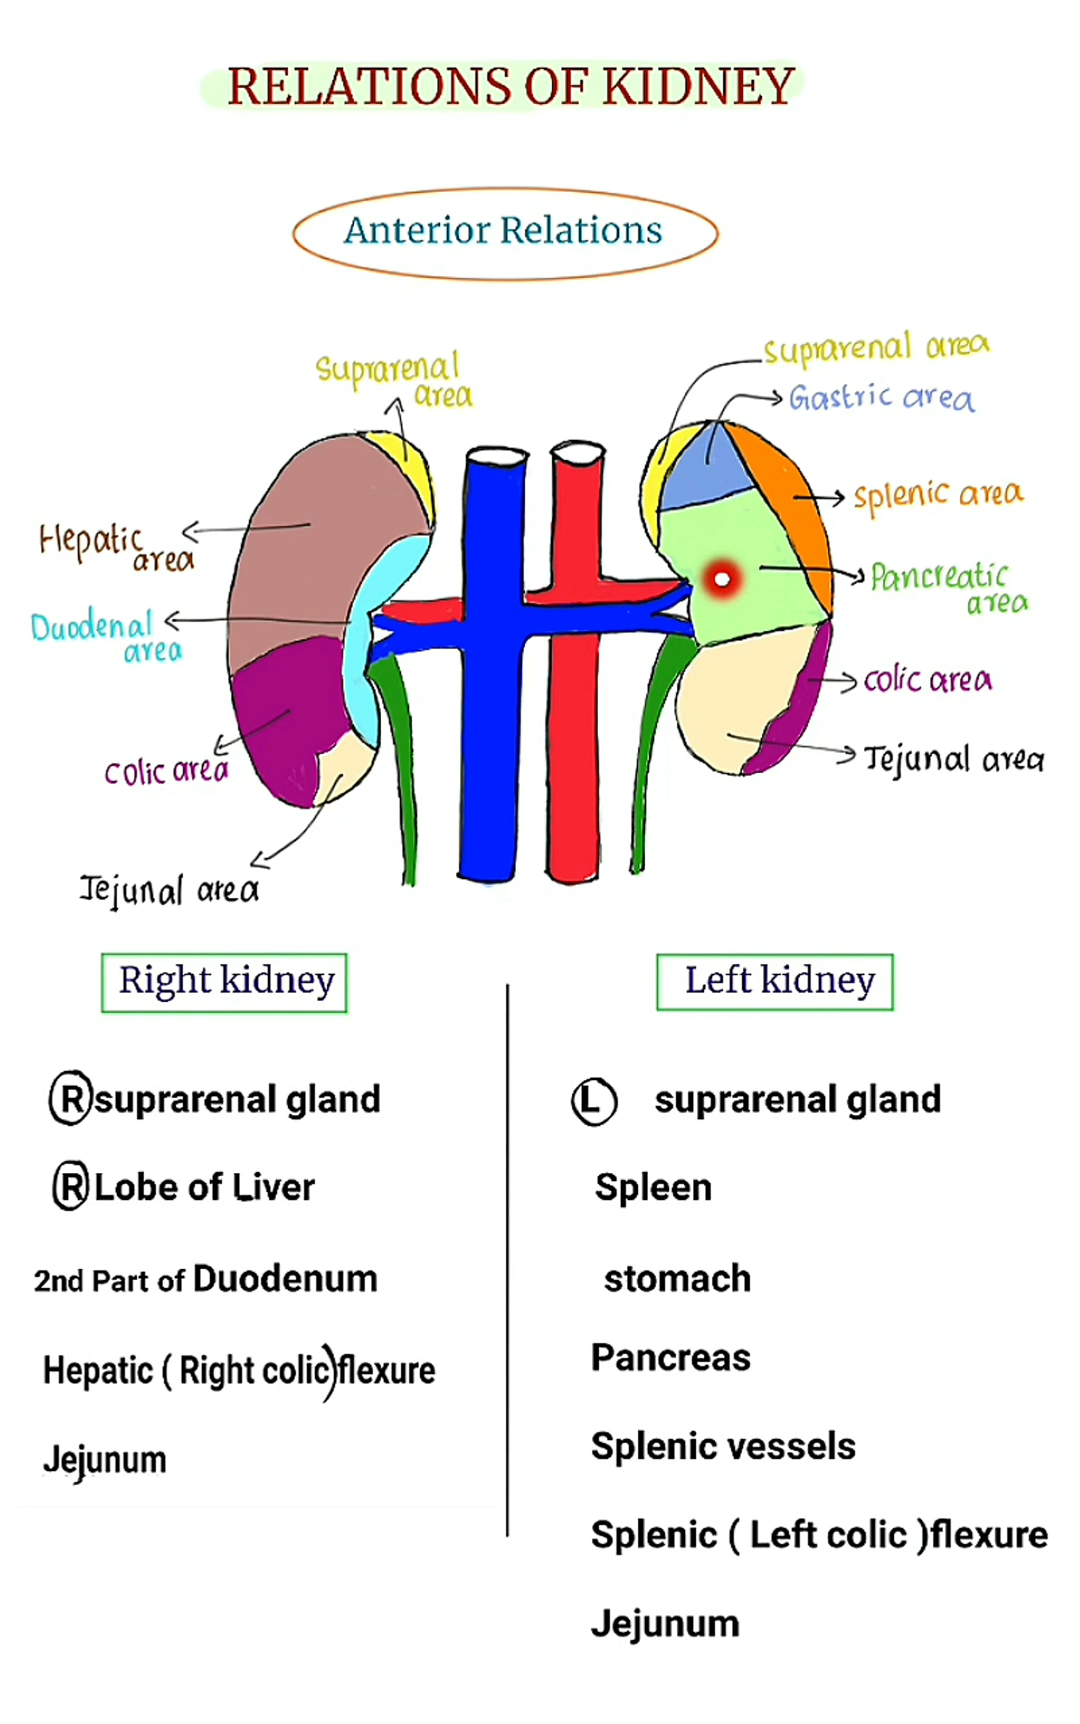 RELATIONS OF KIDNEY
Anterior Relations
Suprarenal
area
Suprarenal area
Gastric area
Splenic area
Hepatic
area
Pancreatic
area
Duodenal
area
colic area
colic area
Jejunal area
Jejunal area
Right kidney
Left kidney
R suprarenal gland
L suprarenal gland
R Lobe of Liver
Spleen
2nd Part of Duodenum
stomach
Hepatic ( Right colic)flexure
Pancreas
Jejunum
Splenic vessels
Splenic ( Left colic )flexure
Jejunum